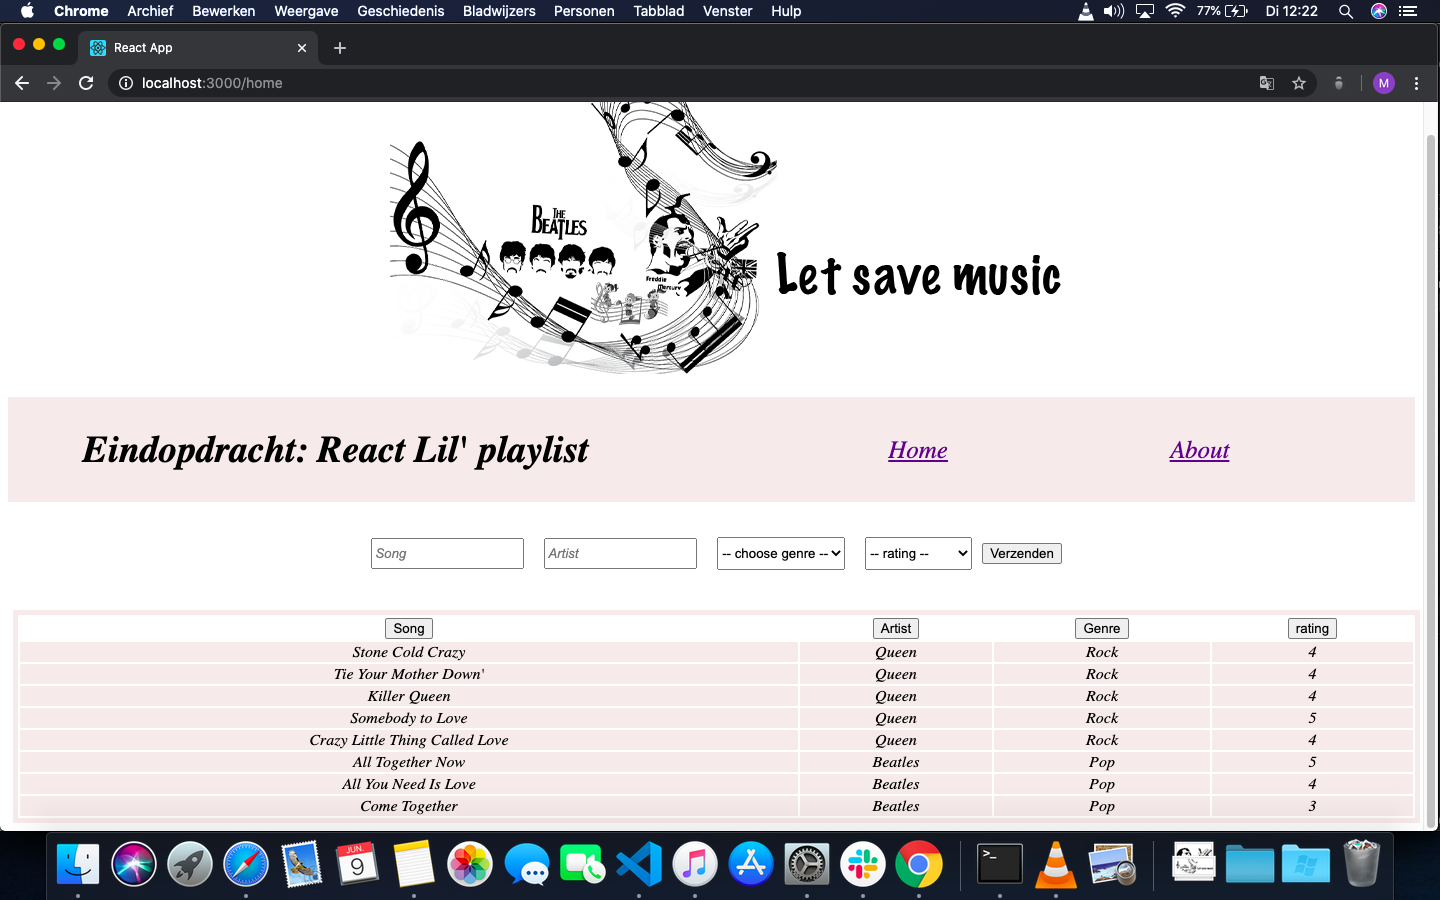 Chrome Archief Bewerken Weergave Geschiedenis Bladwijzers Personen Tabblad Venster Hulp 77% Di 12:22
React App
localhost:3000/home M
THE
BEATLES
Freddie
Mercury
Let save music
Eindopdracht: React Lil' playlist Home About
Song Artist -- choose genre -- -- rating -- Verzenden
Song Artist Genre rating
Stone Cold Crazy Queen Rock 4
Tie Your Mother Down' Queen Rock 4
Killer Queen Queen Rock 4
Somebody to Love Queen Rock 5
Crazy Little Thing Called Love Queen Rock 4
All Together Now Beatles Pop 5
All You Need Is Love Beatles Pop 4
Come Together Beatles Pop 3
JUN.
9
>_